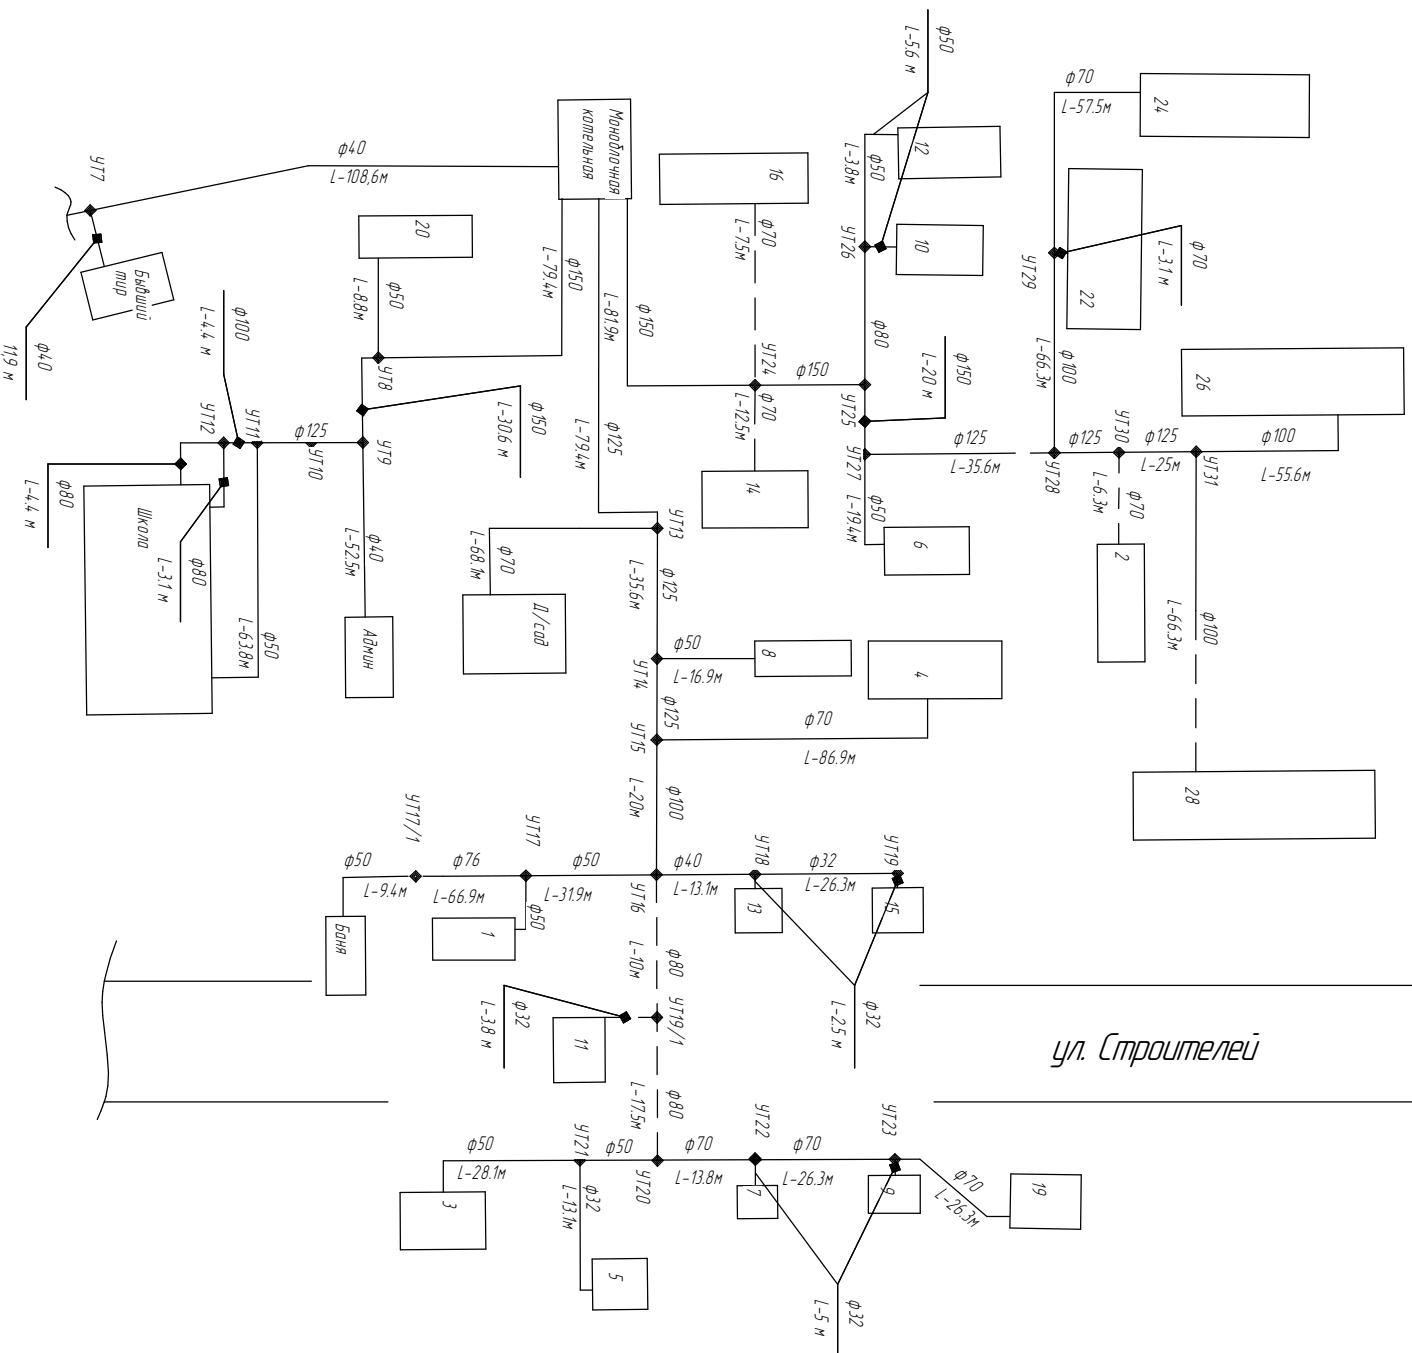 ф50
L-5.6 м
ф70
L-57.5м
24
Моноблочная
котельная
12
ф50
L-3.8м
ф40
L-108,6м
УТ7
16
20
10
УТ26
ф70
L-7.5м
УТ29
ф70
L-3.1 м
22
Бывший
тир
ф150
L-79.4м
ф50
L-8.8м
ф150
L-81.9м
ф100
L-4.4 м
ф40
11,9 м
УТ8
УТ24
ф150
ф80
УТ25
ф150
L-20 м
ф100
L-66.3м
26
ф70
L-12.5м
УТ12
УТ11
ф125
УТ10
УТ9
ф150
L-30.6м
ф125
L-79.4м
УТ27
ф125
L-35.6м
УТ28
ф125
УТ30
ф125
L-25м
УТ31
ф100
L-55.6м
ф80
L-4.4 м
Школа
ф80
L-3.1 м
14
ф50
L-19.4м
6
ф70
L-6.3м
2
УТ13
ф40
L-52.5м
ф70
L-68.1м
ф125
L-35.6м
ф50
L-63.8м
Админ
Д/сад
ф100
L-66.3м
ф50
L-16.9м
8
4
УТ14
ф125
УТ15
ф70
L-86.9м
ф100
L-20м
28
УТ17/1
УТ17
УТ18
УТ19
ф50
L-9.4м
ф76
L-66.9м
ф50
L-31.9м
ф40
L-13.1м
ф32
L-26.3м
УТ16
13
15
Баня
1
ф50
ф80
L-10м
ф32
L-3.8 м
11
УТ19/1
ф32
L-2.5 м
ул. Строителей
ф80
L-17.5м
УТ21
УТ22
УТ23
ф50
L-28.1м
ф50
ф70
L-13.8м
ф70
L-26.3м
ф70
L-26.3м
19
3
ф32
L-13.1м
УТ20
7
9
5
ф32
L-5 м